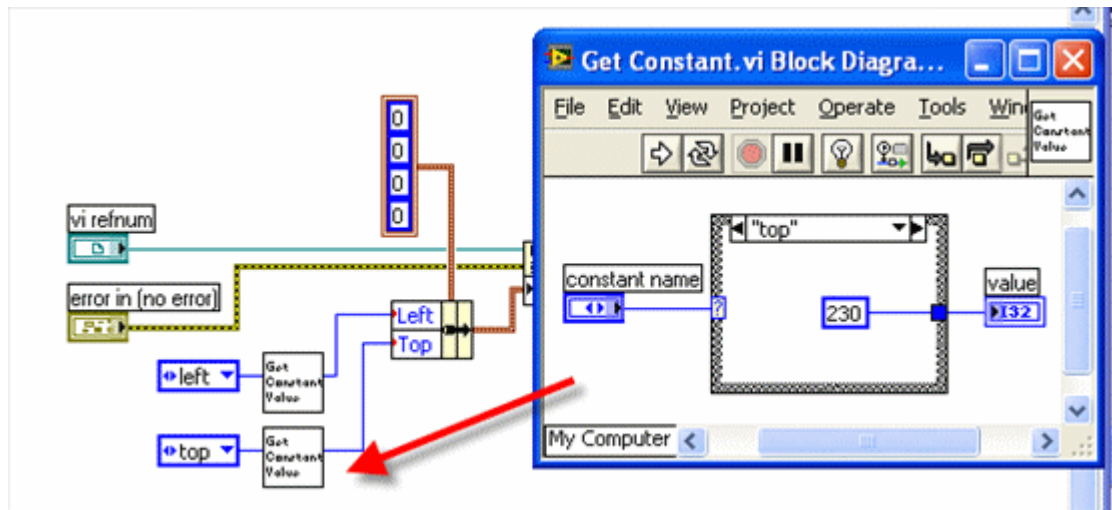 0
0
0
0
vi refnum
error in (no error)
Left
Top
left
Get
Constant
Value
top
Get
Constant
Value
Get Constant.vi Block Diagra...
File Edit View Project Operate Tools Win
Get
Constant
Value
"top"
constant name
?
230
value
I32
My Computer